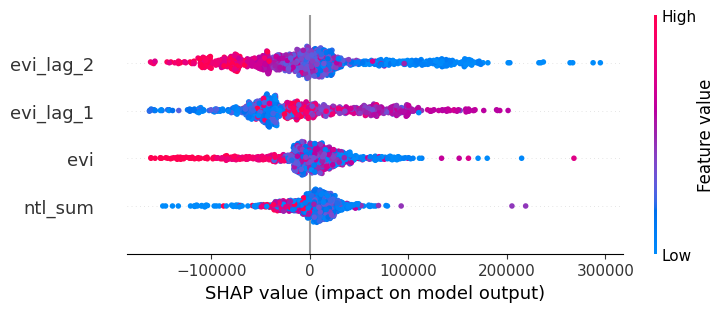 High
evi_lag_2
evi_lag_1
evi
ntl_sum
Low
Feature value
−100000 0 100000 200000 300000
SHAP value (impact on model output)